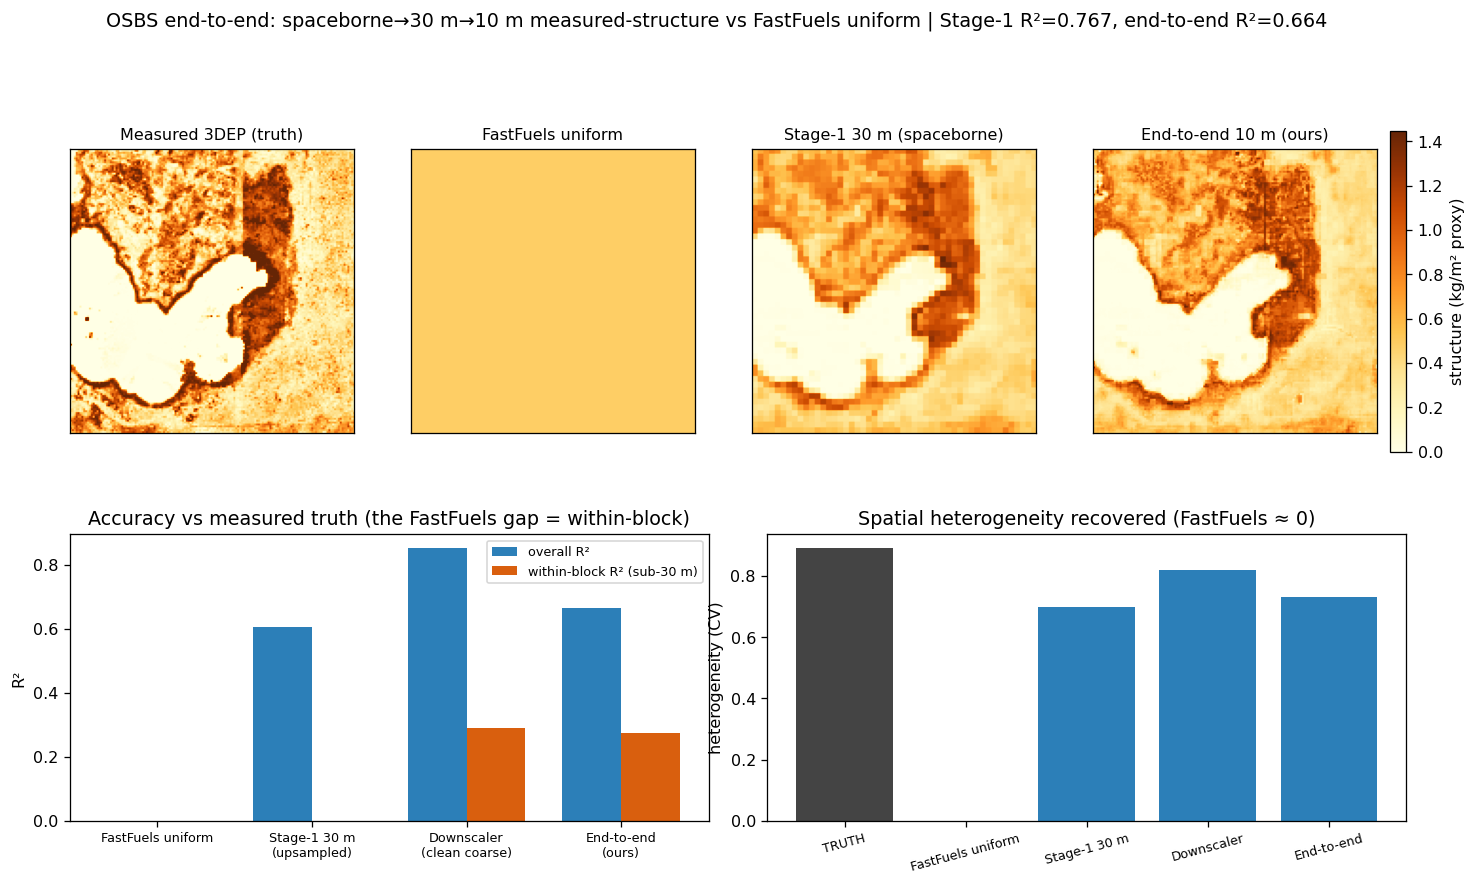 OSBS end-to-end: spaceborne→30 m→10 m measured-structure vs FastFuels uniform | Stage-1 R²=0.767, end-to-end R²=0.664
Measured 3DEP (truth)
FastFuels uniform
Stage-1 30 m (spaceborne)
End-to-end 10 m (ours)
1.4
1.2
1.0
0.8
0.6
0.4
0.2
0.0
structure (kg/m² proxy)
Accuracy vs measured truth (the FastFuels gap = within-block)
overall R²
within-block R² (sub-30 m)
R²
0.8
0.6
0.4
0.2
0.0
FastFuels uniform
Stage-1 30 m
(upsampled)
Downscaler
(clean coarse)
End-to-end
(ours)
Spatial heterogeneity recovered (FastFuels ≈ 0)
heterogeneity (CV)
0.8
0.6
0.4
0.2
0.0
TRUTH
FastFuels uniform
Stage-1 30 m
Downscaler
End-to-end